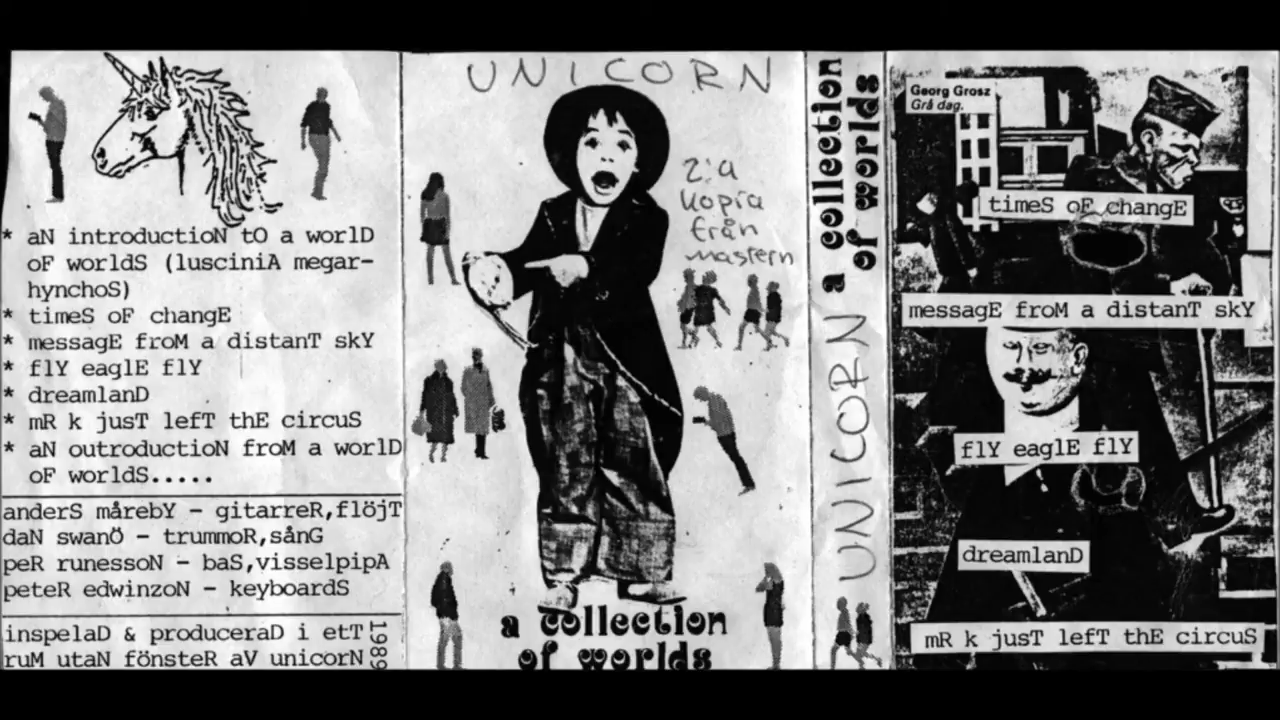 * aN introductioN tO a worlD
oF worldS (lusciniA megar-
hynchoS)
* timeS oF changE
* messagE froM a distanT skY
* flY eaglE flY
* dreamlanD
* mR k jusT lefT thE circuS
* aN outroductioN froM a worlD
oF worldS.....
anderS mårebY - gitarreR,flöjT
daN swanÖ - trummoR,sånG
peR runessoN - baS,visselpipA
peteR edwinzoN - keyboardS
inspelaD & produceraD i etT
ruM utaN fönsteR aV unicorN
1989
UNICORN
2:a
kopia
från
mastern
a collection
of worlds
UNICORN a collection
of worlds
Georg Grosz
Grå dag.
timeS oF changE
messagE froM a distanT skY
flY eaglE flY
dreamlanD
mR k jusT lefT thE circuS